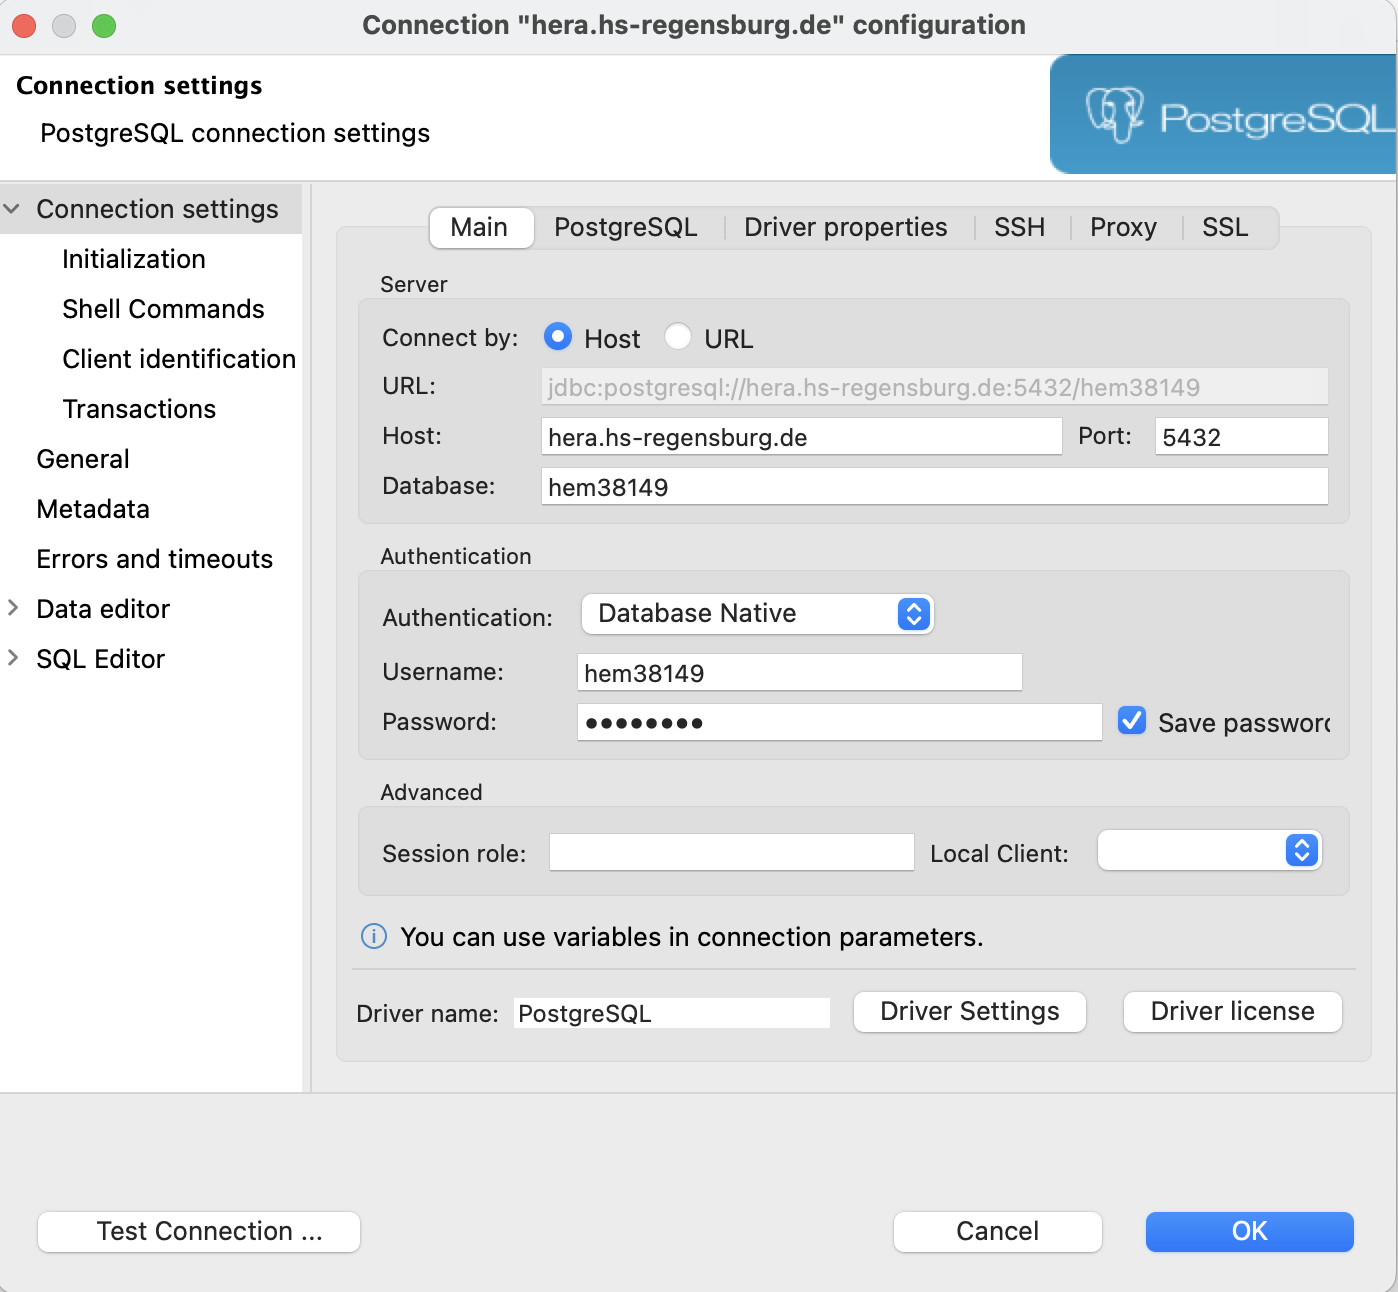 Connection "hera.hs-regensburg.de" configuration
Connection settings
PostgreSQL connection settings
PostgreSQL
Connection settings
Initialization
Shell Commands
Client identification
Transactions
General
Metadata
Errors and timeouts
Data editor
SQL Editor
Main PostgreSQL Driver properties SSH Proxy SSL
Server
Connect by: Host URL
URL: jdbc:postgresql://hera.hs-regensburg.de:5432/hem38149
Host: hera.hs-regensburg.de Port: 5432
Database: hem38149
Authentication
Authentication: Database Native
Username: hem38149
Password: •••••••• Save password
Advanced
Session role: Local Client:
You can use variables in connection parameters.
Driver name: PostgreSQL Driver Settings Driver license
Test Connection ... Cancel OK